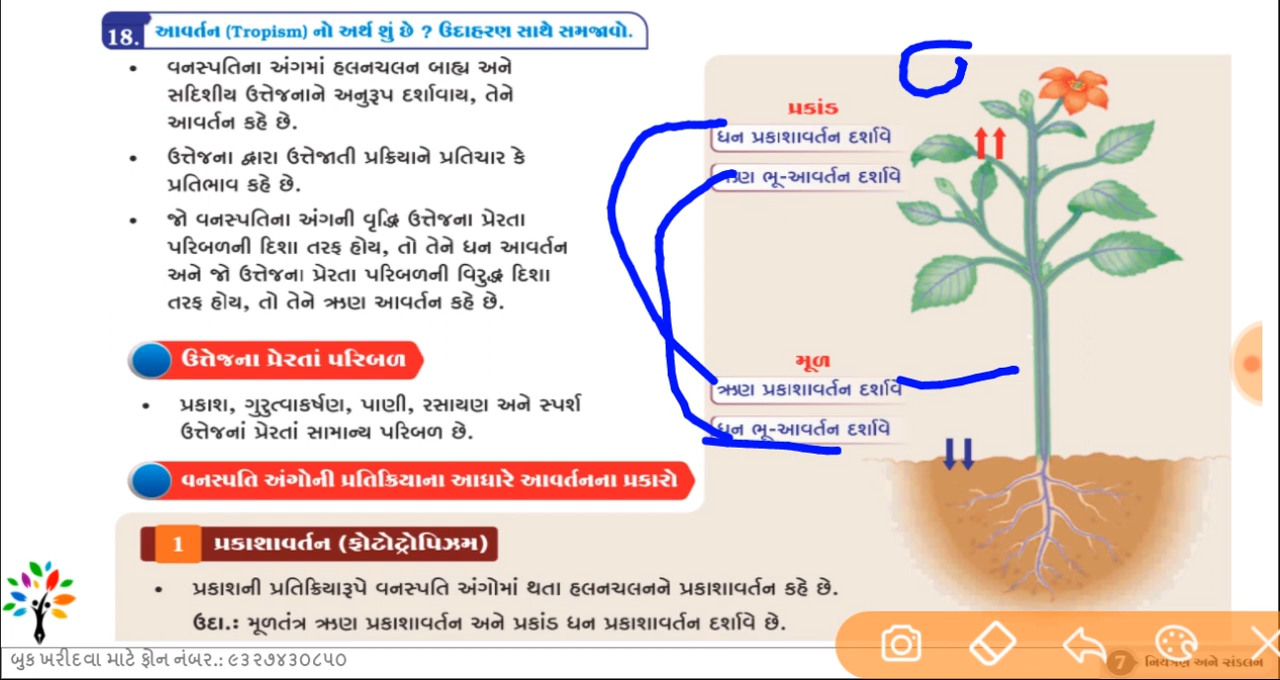 18. આવર્તન (Tropism) નો અર્થ શું છે ? ઉદાહરણ સાથે સમજાવો.
• વનસ્પતિના અંગમાં હલનચલન બાહ્ય અને
સદિશીય ઉત્તેજનાને અનુરૂપ દર્શાવાય, તેને
આવર્તન કહે છે.
• ઉત્તેજના દ્વારા ઉત્તેજાતી પ્રક્રિયાને પ્રતિચાર કે
પ્રતિભાવ કહે છે.
• જો વનસ્પતિના અંગની વૃદ્ધિ ઉત્તેજના પ્રેરતા
પરિબળની દિશા તરફ હોય, તો તેને ધન આવર્તન
અને જો ઉત્તેજના પ્રેરતા પરિબળની વિરુદ્ધ દિશા
તરફ હોય, તો તેને ઋણ આવર્તન કહે છે.
પ્રકાંડ
ધન પ્રકાશાવર્તન દર્શાવે
ઋણ ભૂ-આવર્તન દર્શાવે
મૂળ
ઋણ પ્રકાશાવર્તન દર્શાવે
ધન ભૂ-આવર્તન દર્શાવે
ઉત્તેજના પ્રેરતાં પરિબળ
• પ્રકાશ, ગુરુત્વાકર્ષણ, પાણી, રસાયણ અને સ્પર્શ
ઉત્તેજનાં પ્રેરતાં સામાન્ય પરિબળ છે.
વનસ્પતિ અંગોની પ્રતિક્રિયાના આધારે આવર્તનના પ્રકારો
1 પ્રકાશાવર્તન (ફોટોટ્રોપિઝમ)
• પ્રકાશની પ્રતિક્રિયારૂપે વનસ્પતિ અંગોમાં થતા હલનચલનને પ્રકાશાવર્તન કહે છે.
ઉદા.: મૂળતંત્ર ઋણ પ્રકાશાવર્તન અને પ્રકાંડ ધન પ્રકાશાવર્તન દર્શાવે છે.
બુક ખરીદવા માટે ફોન નંબર.: ૯૩૨૭૪૩૦૮૫૦
7 નિયંત્રણ અને સંકલન